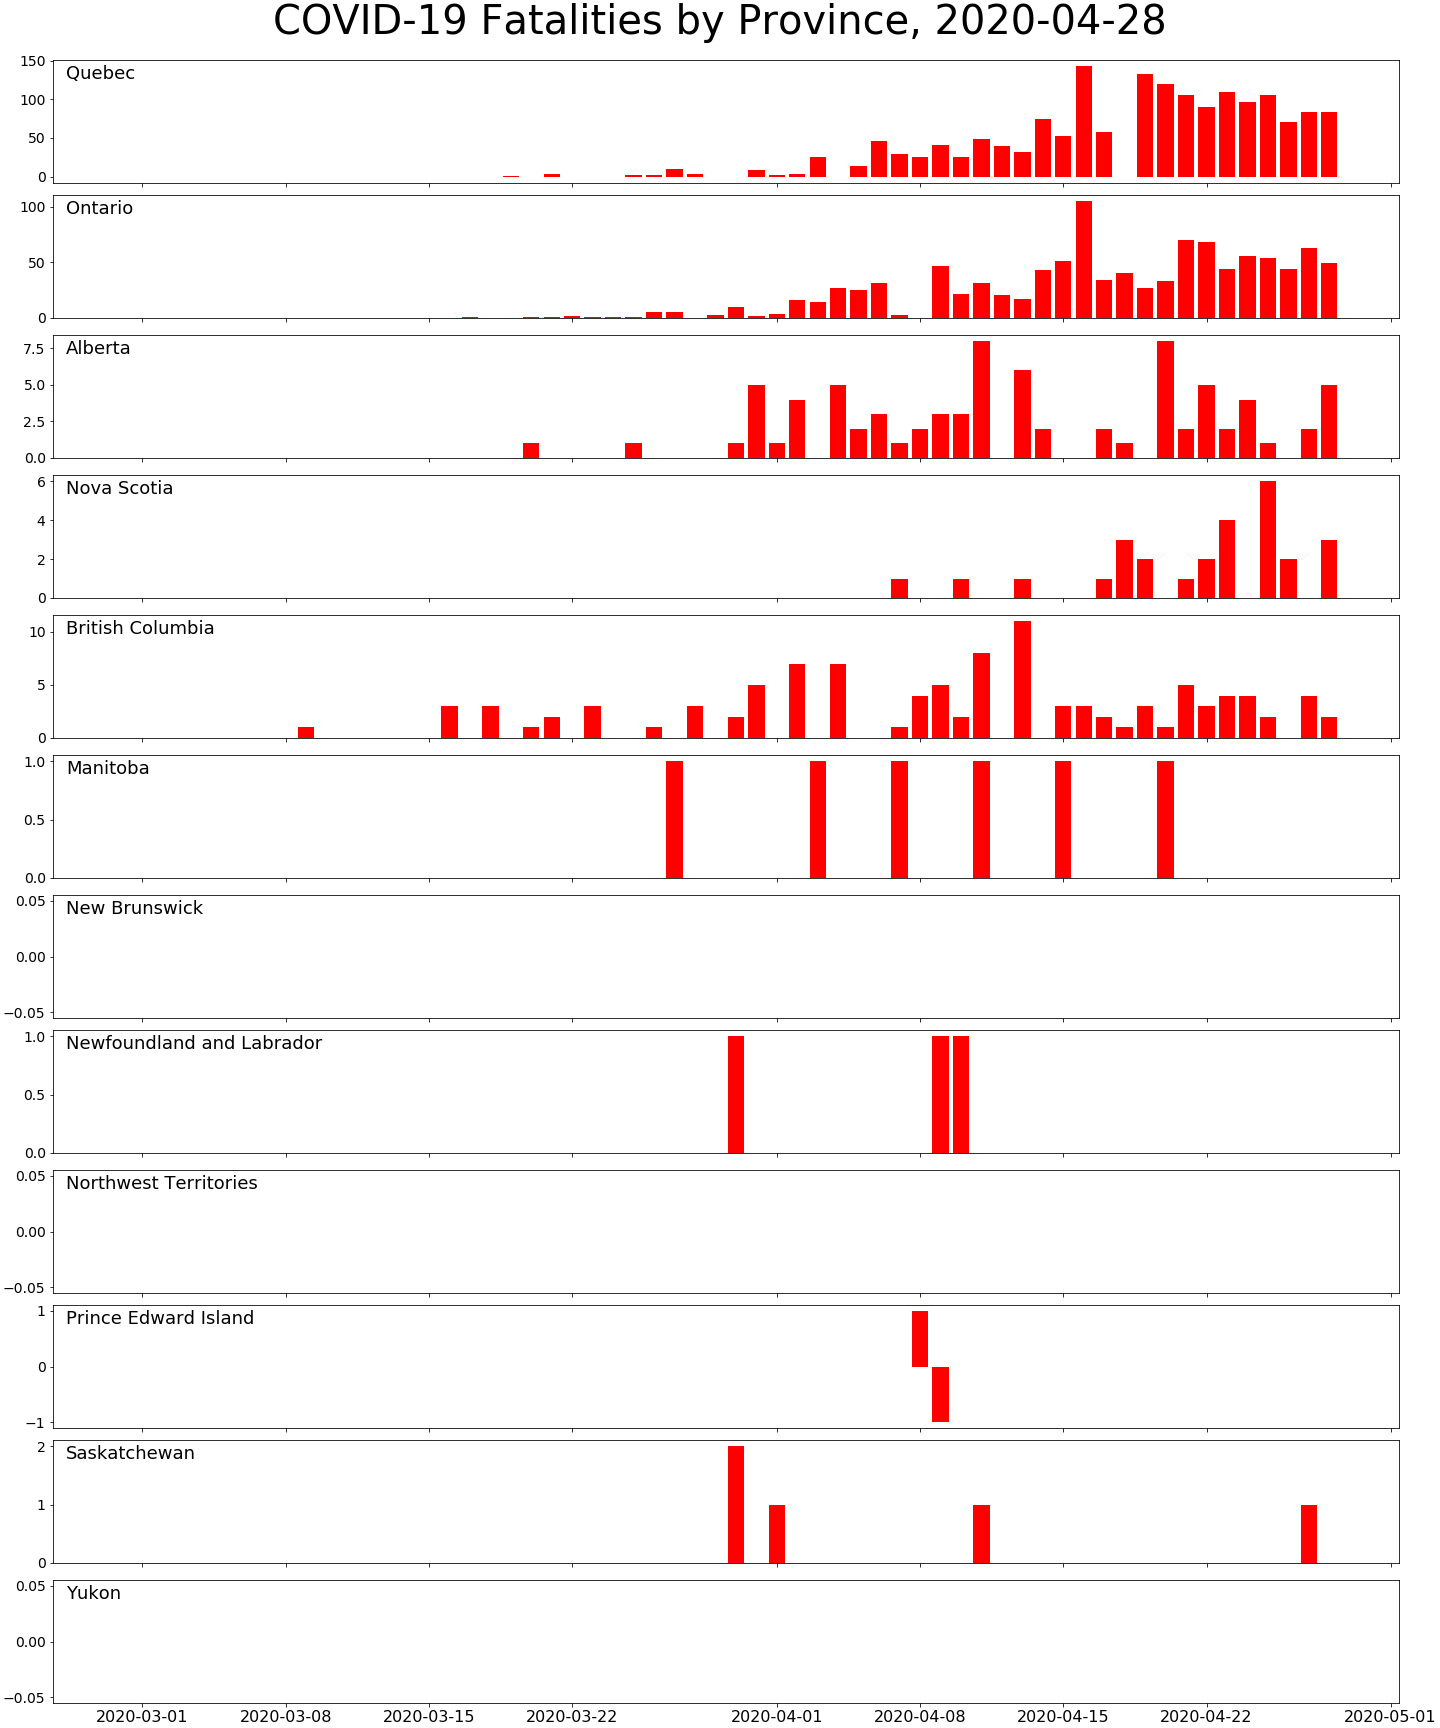 COVID-19 Fatalities by Province, 2020-04-28
150
Quebec
100
50
0
100
Ontario
50
0
7.5
Alberta
5.0
2.5
0.0
6
Nova Scotia
4
2
0
British Columbia
10
5
0
1.0
Manitoba
0.5
0.0
0.05
New Brunswick
0.00
−0.05
1.0
Newfoundland and Labrador
0.5
0.0
0.05
Northwest Territories
0.00
−0.05
1
Prince Edward Island
0
−1
2
Saskatchewan
1
0
0.05
Yukon
0.00
−0.05
2020-03-01 2020-03-08 2020-03-15 2020-03-22 2020-04-01 2020-04-08 2020-04-15 2020-04-22 2020-05-01